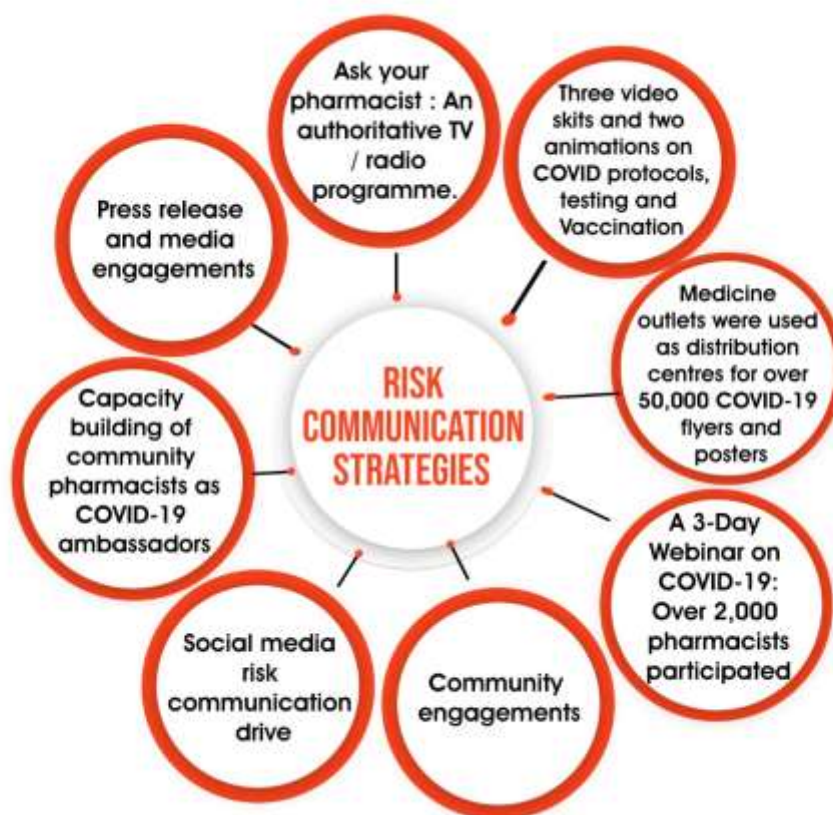 Ask your
pharmacist : An
authoritative TV
/ radio
programme.
Three video
skits and two
animations on
COVID protocols,
testing and
Vaccination
Medicine
outlets were used
as distribution
centres for over
50,000 COVID-19
flyers and
posters
A 3-Day
Webinar on
COVID-19:
Over 2,000
pharmacists
participated
Community
engagements
Social media
risk
communication
drive
Capacity
building of
community
pharmacists as
COVID-19
ambassadors
Press release
and media
engagements
RISK
COMMUNICATION
STRATEGIES